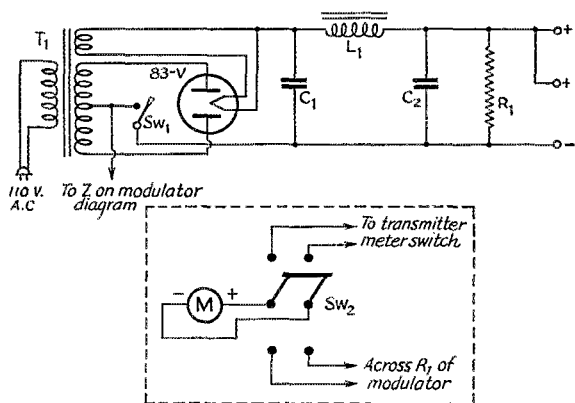 T1
83-V
Sw1
C1
L1
C2
R1
+
+
-
110 V.
A.C
To Z on modulator
diagram
To transmitter
meter switch
- M +
Sw2
Across R1 of
modulator